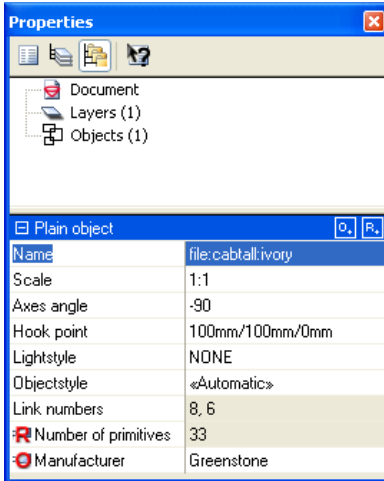 Properties
Document
Layers (1)
Objects (1)
Plain object O. R.
Name file:cabtall:ivory
Scale 1:1
Axes angle -90
Hook point 100mm/100mm/0mm
Lightstyle NONE
Objectstyle «Automatic»
Link numbers 8, 6
R Number of primitives 33
O Manufacturer Greenstone